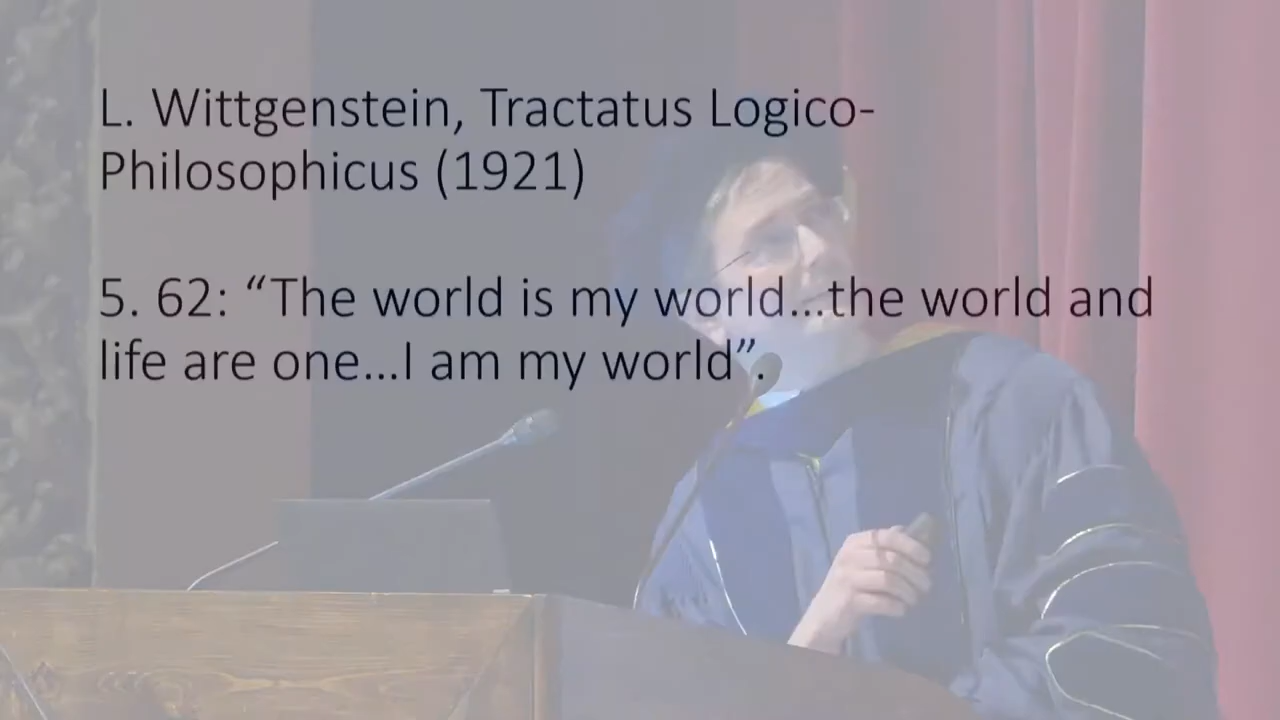 L. Wittgenstein, Tractatus Logico-
Philosophicus (1921)
5. 62: “The world is my world...the world and
life are one...I am my world”.